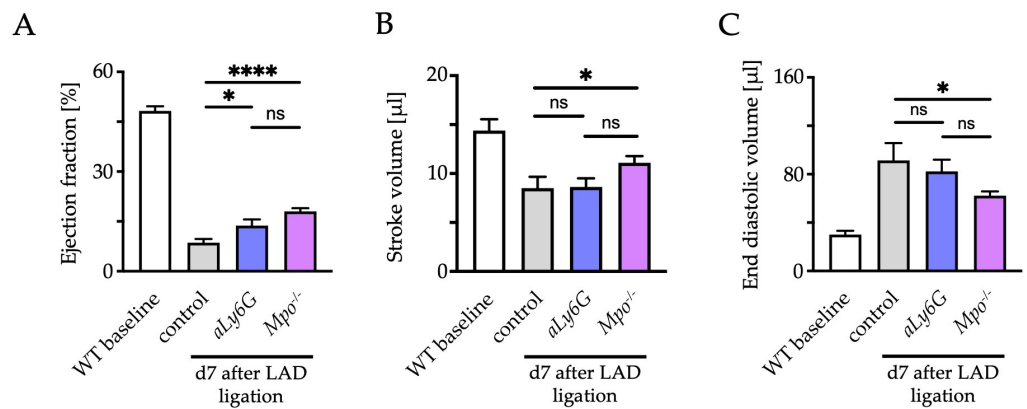 A
Ejection fraction [%]
60
30
0
****
*
ns
WT baseline
control
aLy6G
Mpo-/-
d7 after LAD
ligation
B
Stroke volume [µl]
20
10
0
*
ns
ns
WT baseline
control
aLy6G
Mpo-/-
d7 after LAD
ligation
C
End diastolic volume [µl]
160
80
0
*
ns
ns
WT baseline
control
aLy6G
Mpo-/-
d7 after LAD
ligation